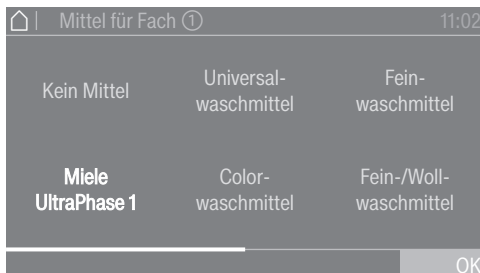 Mittel für Fach ① 11:02
Kein Mittel
Universal-
waschmittel
Fein-
waschmittel
Miele
UltraPhase 1
Color-
waschmittel
Fein-/Woll-
waschmittel
OK